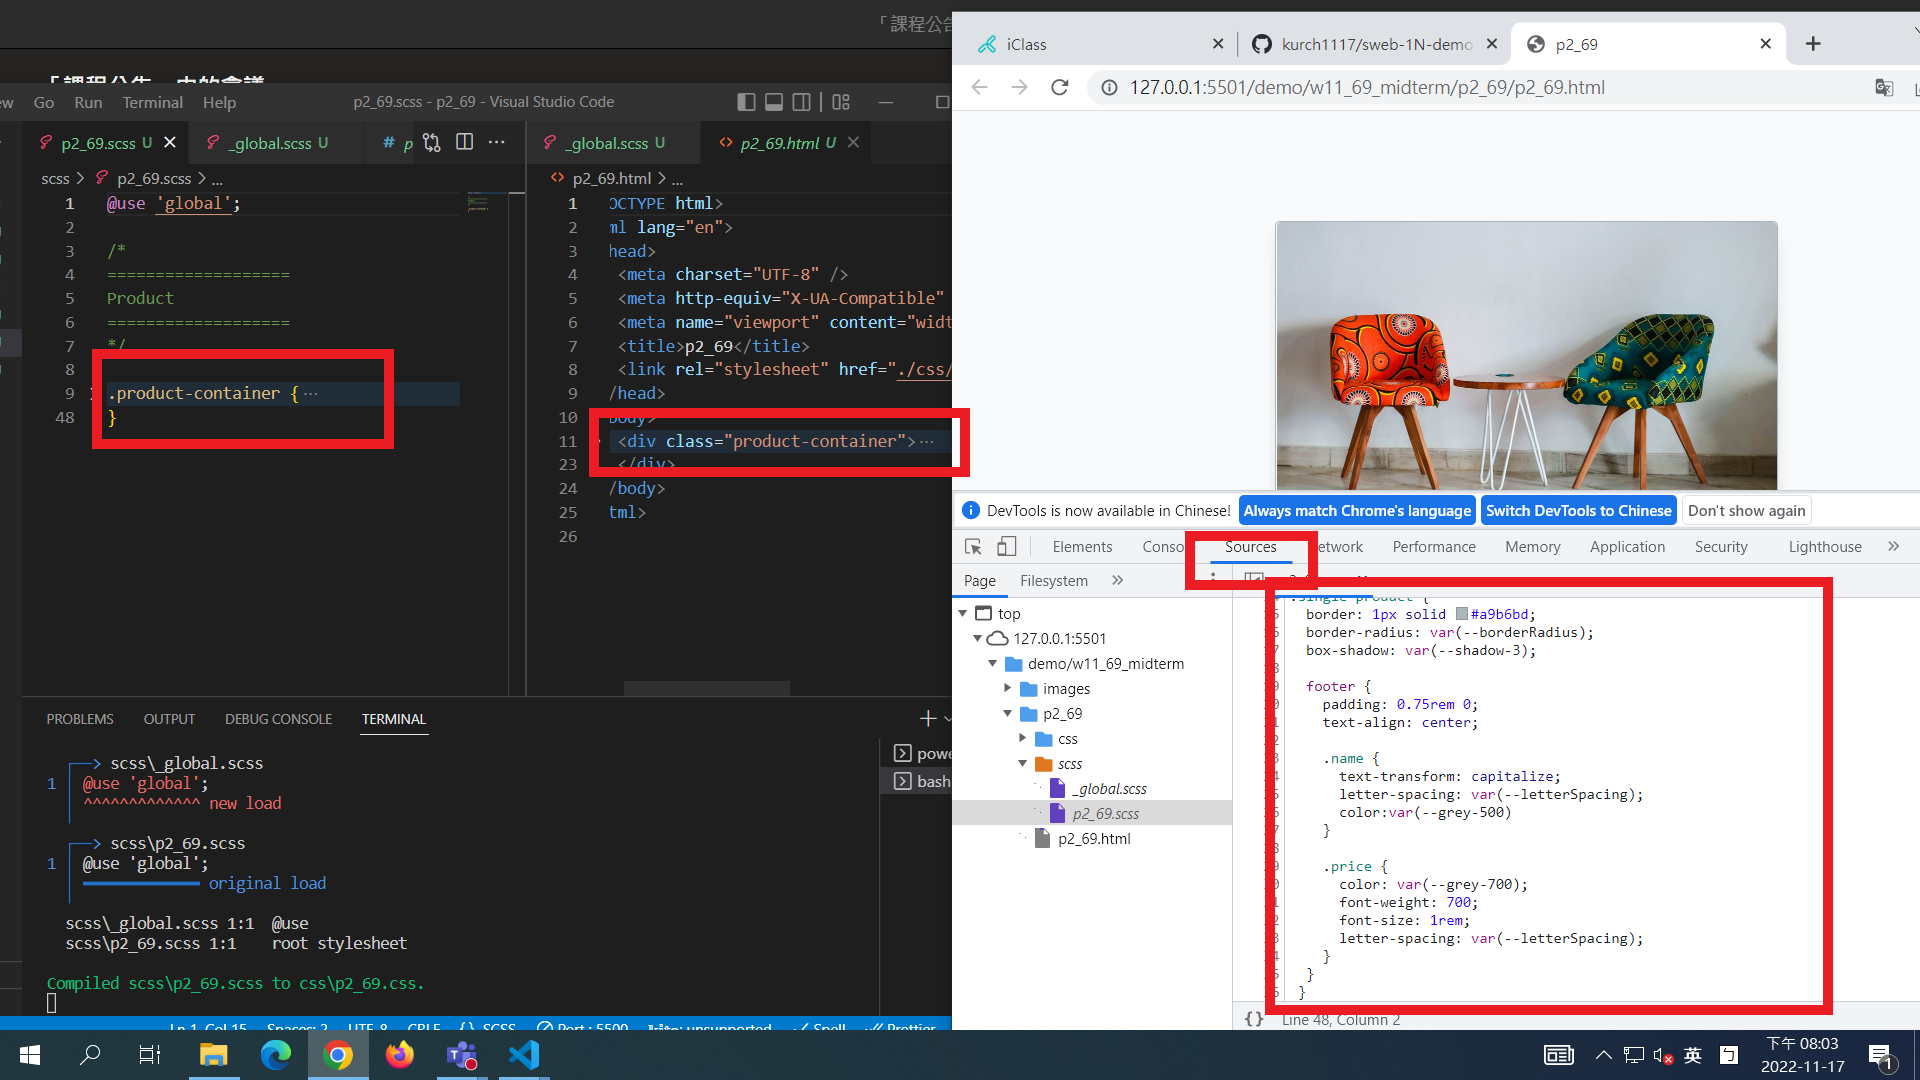 「課程公告
「課程公告
Go Run Terminal Help
p2_69.scss - p2_69 - Visual Studio Code
p2_69.scss U
_global.scss U
# p
scss > p2_69.scss > ...
1 @use 'global';
2
3 /*
4 ===================
5 Product
6 ===================
7 */
8
9 .product-container { ...
48 }
_global.scss U
p2_69.html U
p2_69.html > ...
1 OCTYPE html>
2 ml lang="en">
3 head>
4 <meta charset="UTF-8" />
5 <meta http-equiv="X-UA-Compatible"
6 <meta name="viewport" content="widt
7 <title>p2_69</title>
8 <link rel="stylesheet" href="./css/
9 /head>
10 body>
11 <div class="product-container">...
23 </div>
24 /body>
25 tml>
26
PROBLEMS OUTPUT DEBUG CONSOLE TERMINAL
> scss\_global.scss
1 @use 'global';
^^^^^^^^^^^^^ new load
> scss\p2_69.scss
1 @use 'global';
original load
scss\_global.scss 1:1 @use
scss\p2_69.scss 1:1 root stylesheet
Compiled scss\p2_69.scss to css\p2_69.css.
powe
bash
Ln 1, Col 15 Spaces: 2 UTF-8 CRLF {} SCSS Port : 5500 unsupported Spell Prettier
iClass
kurch1117/sweb-1N-demo
p2_69
127.0.0.1:5501/demo/w11_69_midterm/p2_69/p2_69.html
DevTools is now available in Chinese!
Always match Chrome's language
Switch DevTools to Chinese
Don't show again
Elements Conso Sources etwork Performance Memory Application Security Lighthouse »
Page Filesystem »
top
127.0.0.1:5501
demo/w11_69_midterm
images
p2_69
css
scss
_global.scss
p2_69.scss
p2_69.html
.single-product {
border: 1px solid #a9b6bd;
border-radius: var(--borderRadius);
box-shadow: var(--shadow-3);
footer {
padding: 0.75rem 0;
text-align: center;
.name {
text-transform: capitalize;
letter-spacing: var(--letterSpacing);
color:var(--grey-500)
}
.price {
color: var(--grey-700);
font-weight: 700;
font-size: 1rem;
letter-spacing: var(--letterSpacing);
}
}
}
{} Line 48, Column 2
英
下午 08:03
2022-11-17
1